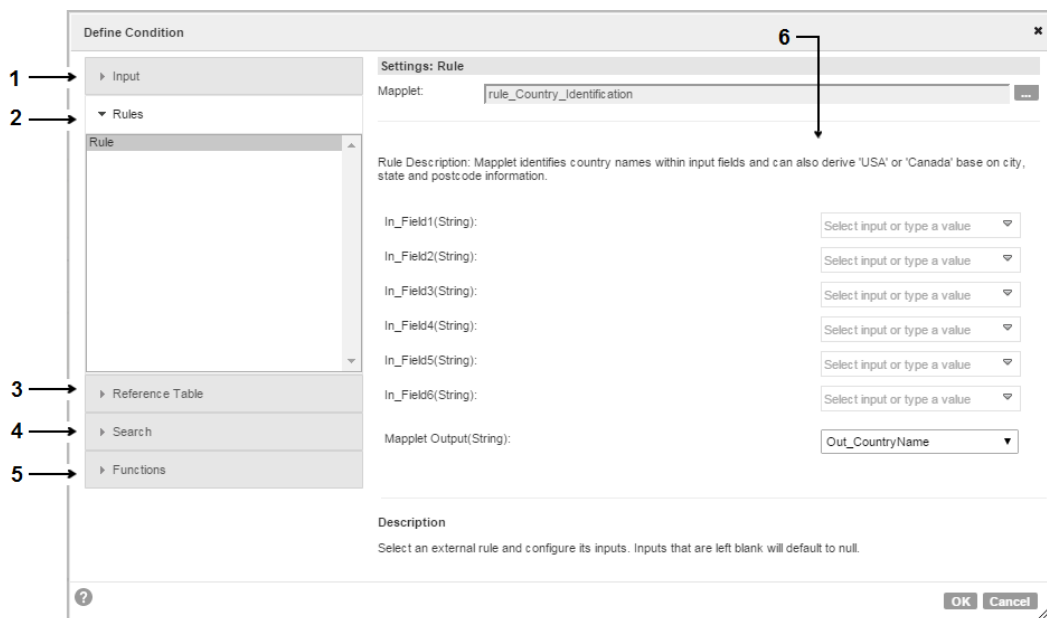 Define Condition
6
1
Input
2
Rules
Rule
3
Reference Table
4
Search
5
Functions
Settings: Rule
Mapplet:
rule_Country_Identification
...
Rule Description: Mapplet identifies country names within input fields and can also derive 'USA' or 'Canada' base on city,
state and postcode information.
In_Field1(String):
Select input or type a value
In_Field2(String):
Select input or type a value
In_Field3(String):
Select input or type a value
In_Field4(String):
Select input or type a value
In_Field5(String):
Select input or type a value
In_Field6(String):
Select input or type a value
Mapplet Output(String):
Out_CountryName
Description
Select an external rule and configure its inputs. Inputs that are left blank will default to null.
?
OK
Cancel